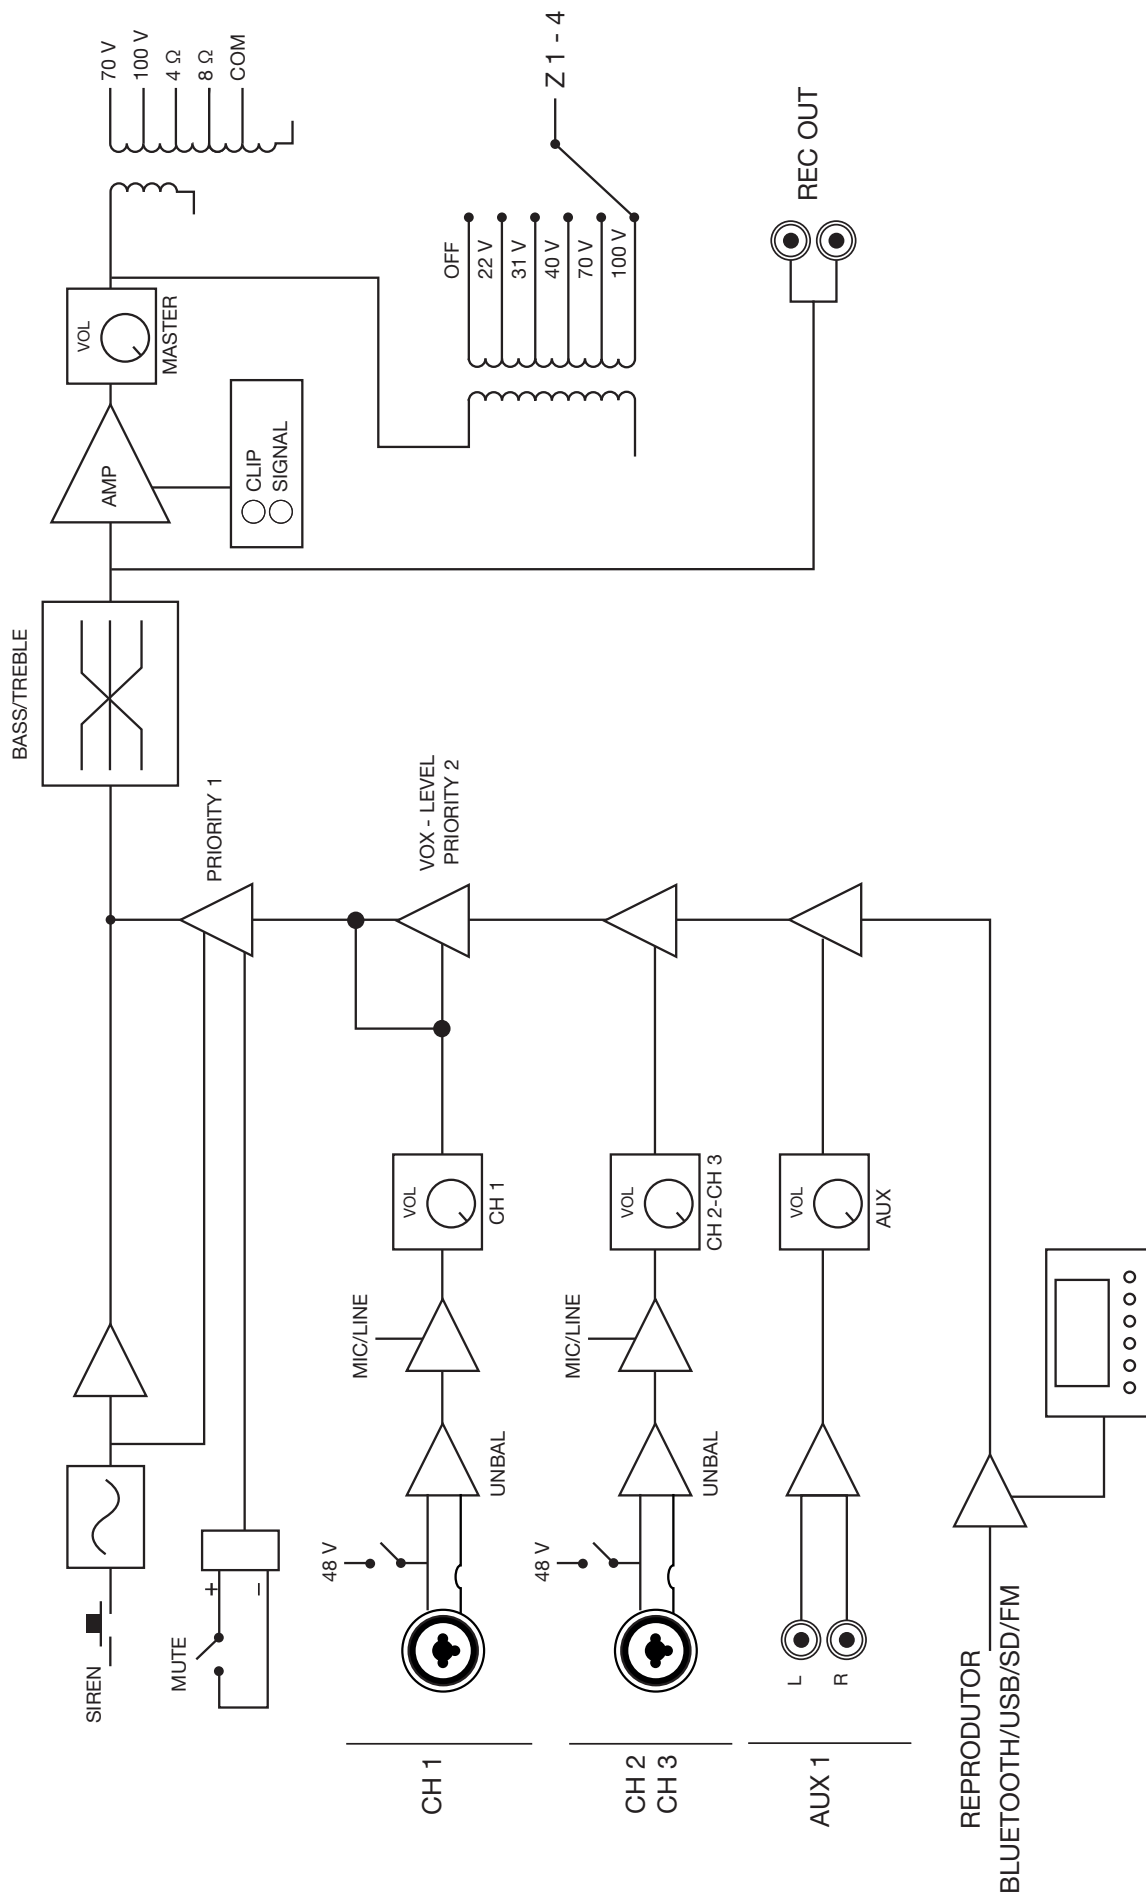 SIREN
MUTE
+
−
48 V
CH 1
UNBAL
MIC/LINE
VOL
CH 1
48 V
CH 2
CH 3
UNBAL
MIC/LINE
VOL
CH 2-CH 3
AUX 1
L
R
VOL
AUX
REPRODUTOR
BLUETOOTH/USB/SD/FM
PRIORITY 1
VOX - LEVEL
PRIORITY 2
BASS/TREBLE
AMP
CLIP
SIGNAL
VOL
MASTER
70 V
100 V
4 Ω
8 Ω
COM
OFF
22 V
31 V
40 V
70 V
100 V
Z 1 - 4
REC OUT